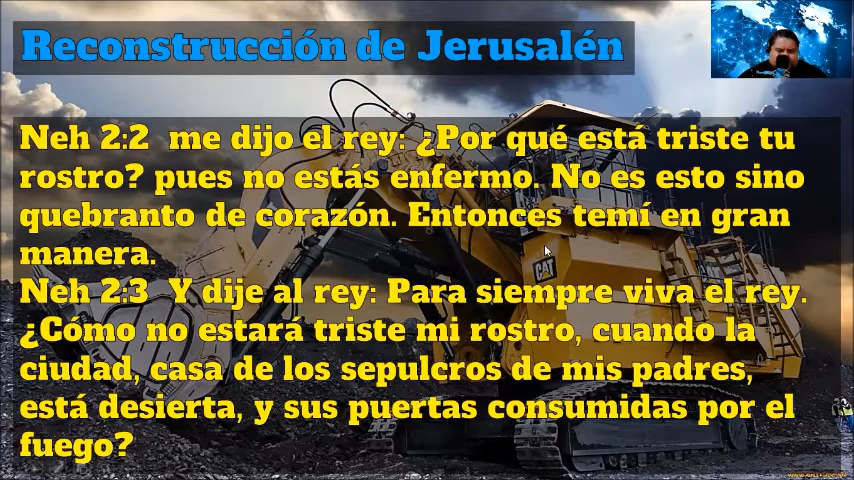 Reconstrucción de Jerusalén
Neh 2:2  me dijo el rey: ¿Por qué está triste tu
rostro? pues no estás enfermo. No es esto sino
quebranto de corazón. Entonces temí en gran
manera.
Neh 2:3  Y dije al rey: Para siempre viva el rey.
¿Cómo no estará triste mi rostro, cuando la
ciudad, casa de los sepulcros de mis padres,
está desierta, y sus puertas consumidas por el
fuego?
CAT